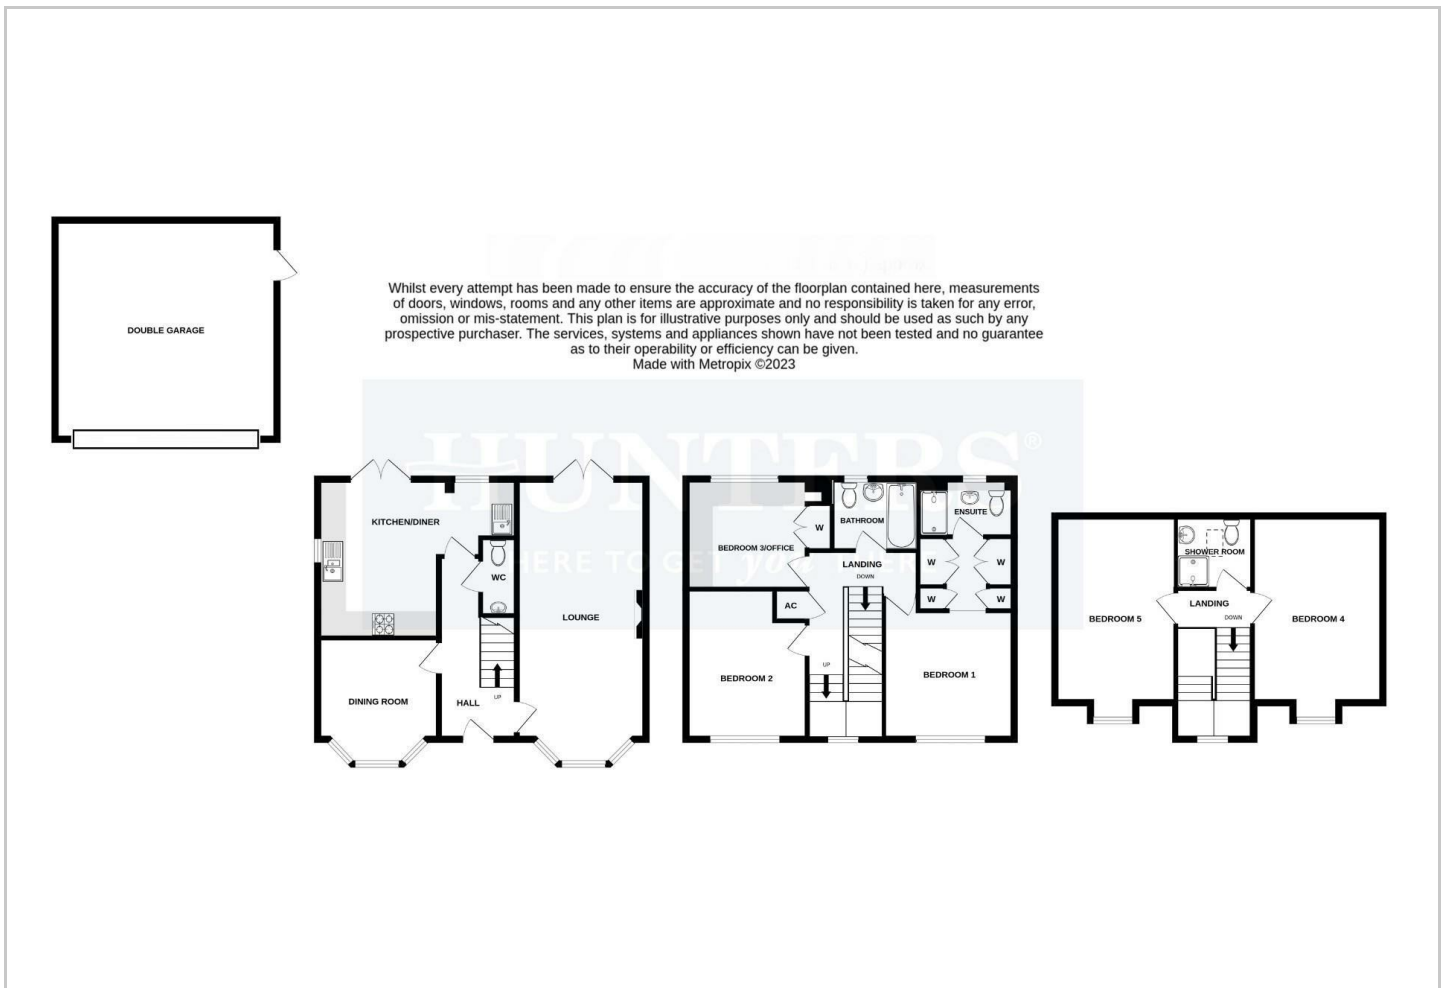 Whilst every attempt has been made to ensure the accuracy of the floorplan contained here, measurements
of doors, windows, rooms and any other items are approximate and no responsibility is taken for any error,
omission or mis-statement. This plan is for illustrative purposes only and should be used as such by any
prospective purchaser. The services, systems and appliances shown have not been tested and no guarantee
as to their operability or efficiency can be given.
Made with Metropix ©2023
DOUBLE GARAGE
HUNTERS®
HERE TO GET you THERE
KITCHEN/DINER
WC
LOUNGE
DINING ROOM
HALL
UP
BEDROOM 3/OFFICE
W
BATHROOM
ENSUITE
LANDING
DOWN
W
W
W
W
AC
UP
BEDROOM 2
BEDROOM 1
SHOWER ROOM
LANDING
DOWN
BEDROOM 5
BEDROOM 4